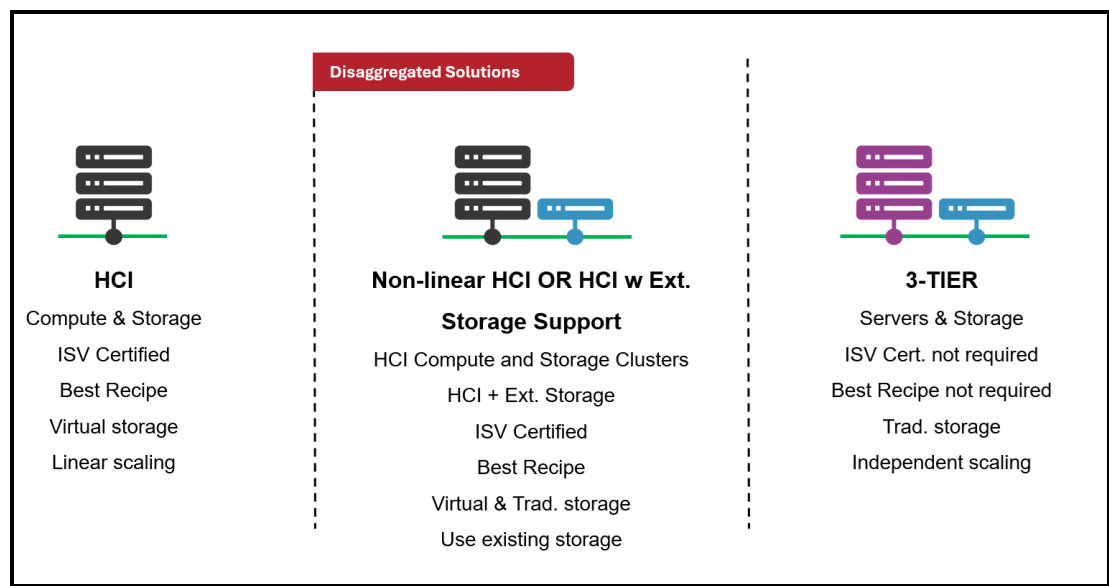 Disaggregated Solutions
HCI
Compute & Storage
ISV Certified
Best Recipe
Virtual storage
Linear scaling
Non-linear HCI OR HCI w Ext.
Storage Support
HCI Compute and Storage Clusters
HCI + Ext. Storage
ISV Certified
Best Recipe
Virtual & Trad. storage
Use existing storage
3-TIER
Servers & Storage
ISV Cert. not required
Best Recipe not required
Trad. storage
Independent scaling